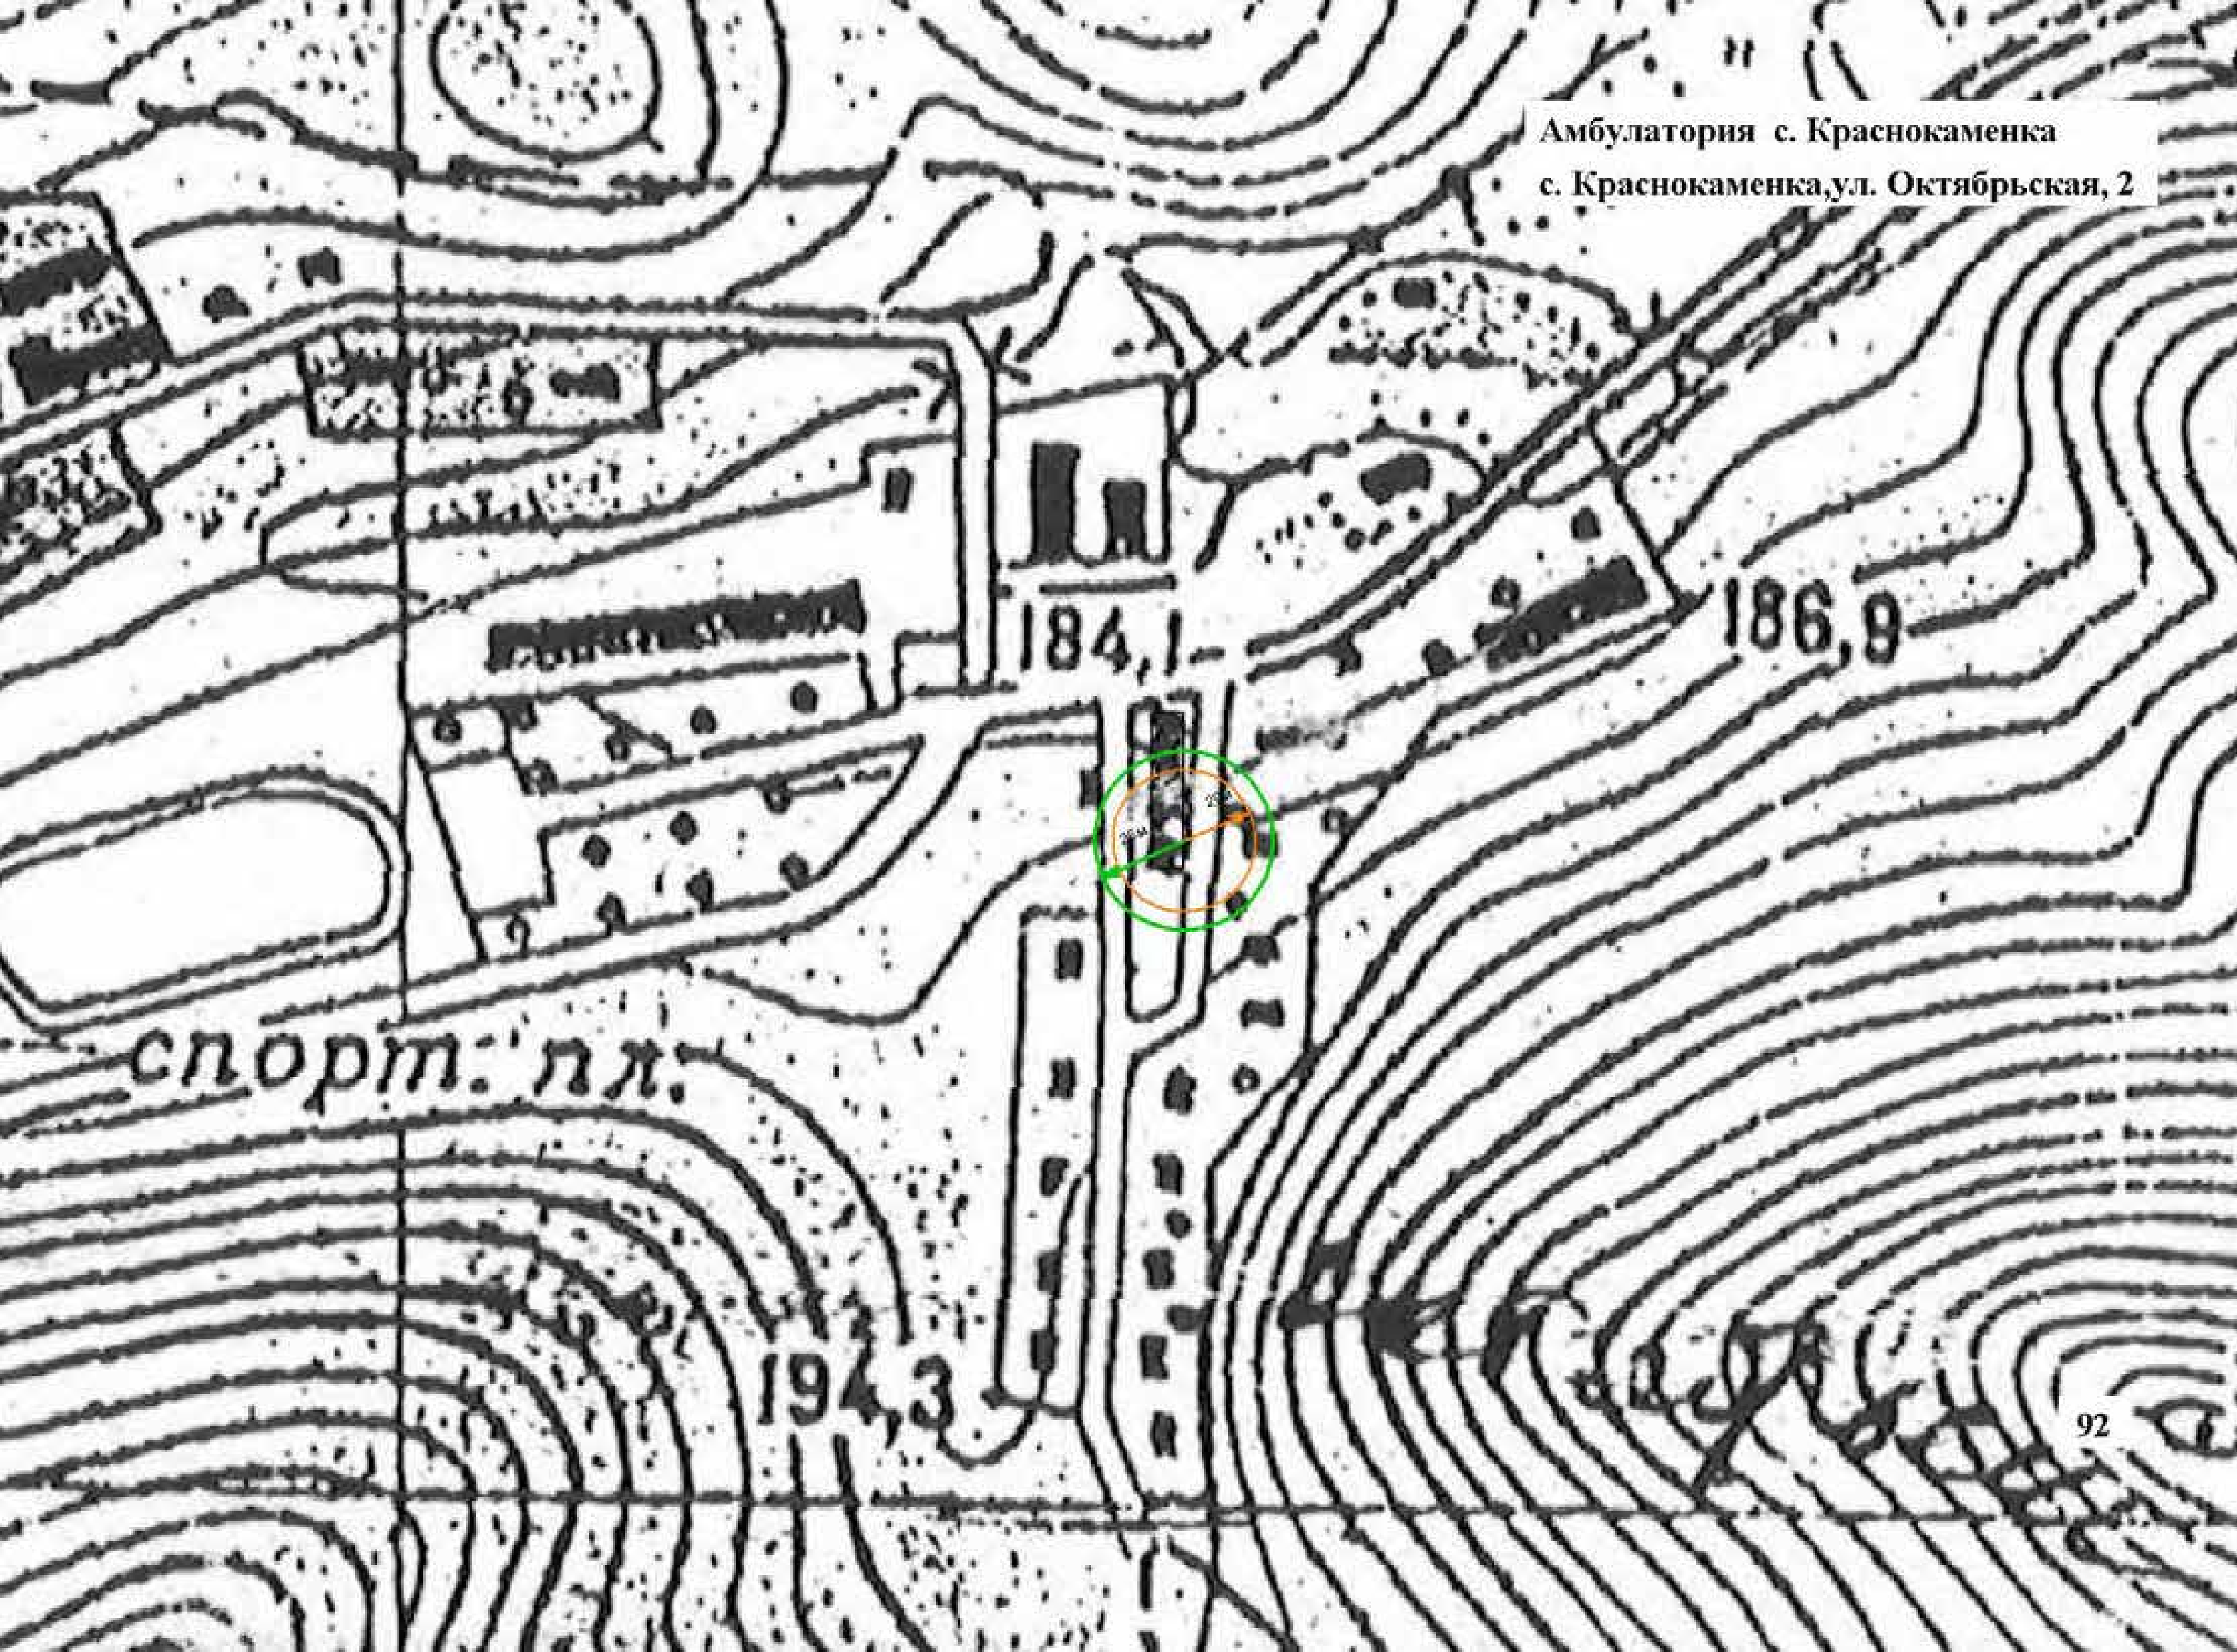 Амбулатория с. Краснокаменка
с. Краснокаменка,ул. Октябрьская, 2
184,1
186,9
спорт. пл.
194,3
92